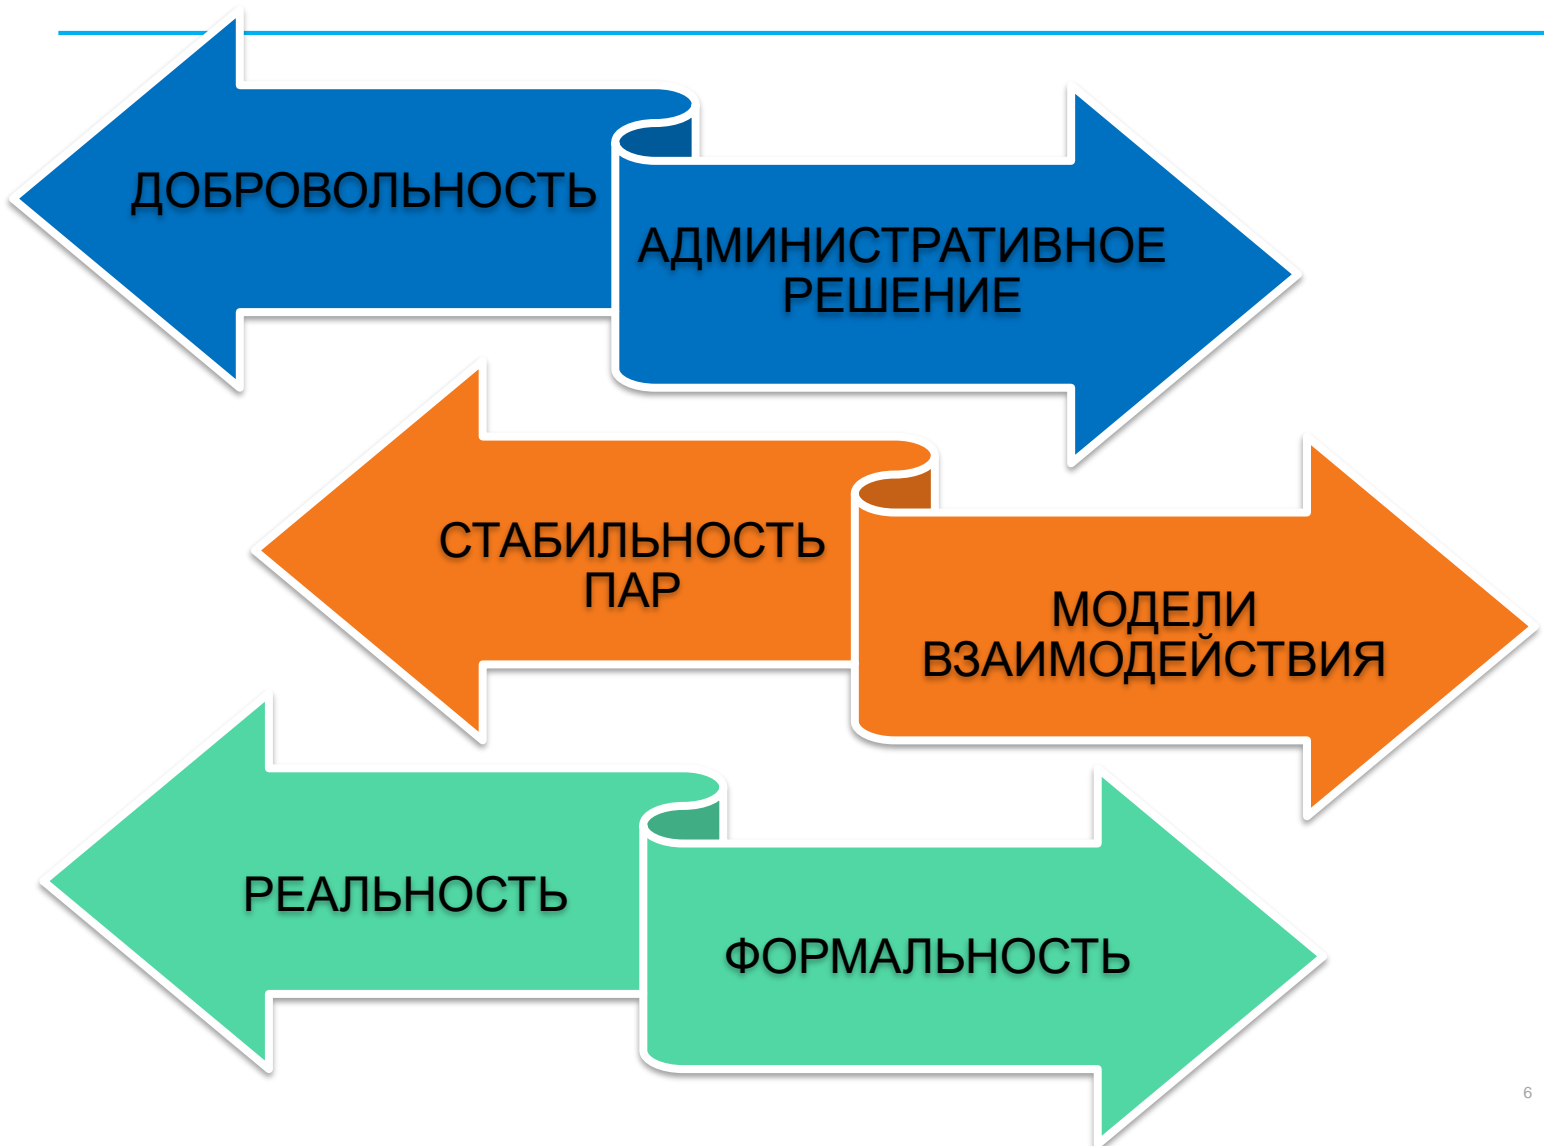 ДОБРОВОЛЬНОСТЬ
АДМИНИСТРАТИВНОЕ
РЕШЕНИЕ
СТАБИЛЬНОСТЬ
ПАР
МОДЕЛИ
ВЗАИМОДЕЙСТВИЯ
РЕАЛЬНОСТЬ
ФОРМАЛЬНОСТЬ
6